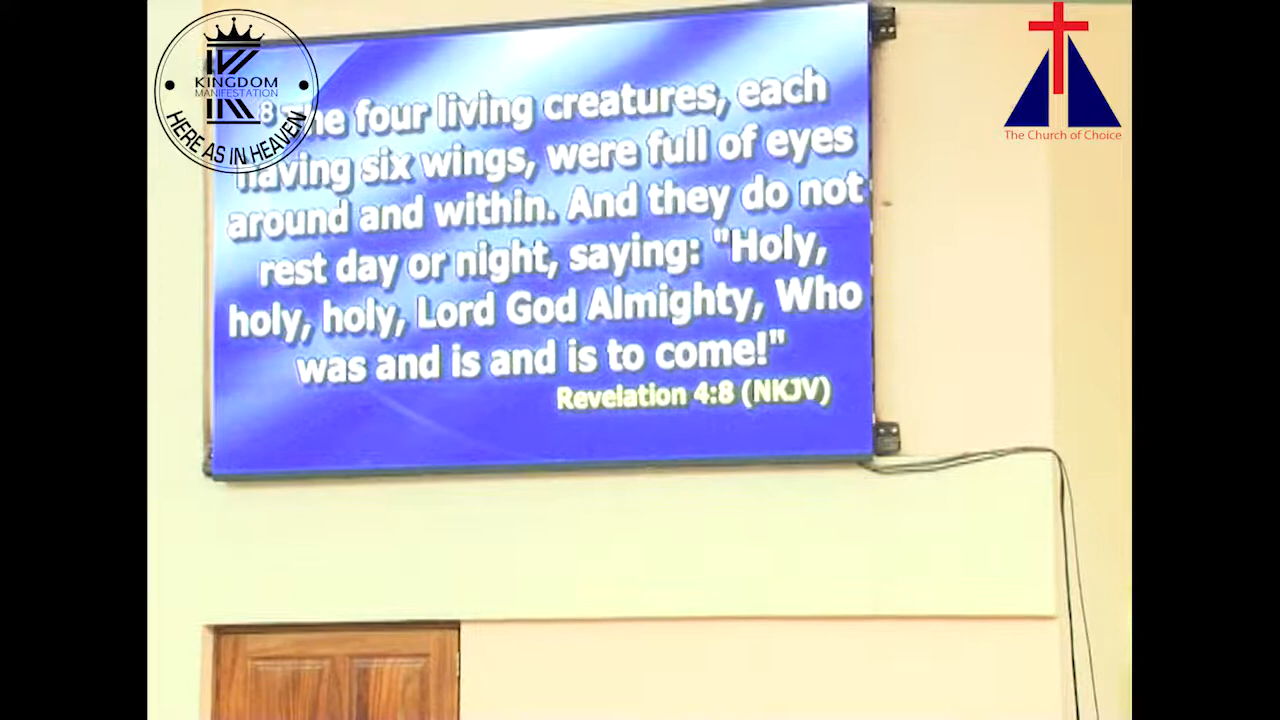 KINGDOM
MANIFESTATION
HERE AS IN HEAVEN
The Church of Choice
8 The four living creatures, each
having six wings, were full of eyes
around and within. And they do not
rest day or night, saying: "Holy,
holy, holy, Lord God Almighty, Who
was and is and is to come!"
Revelation 4:8 (NKJV)